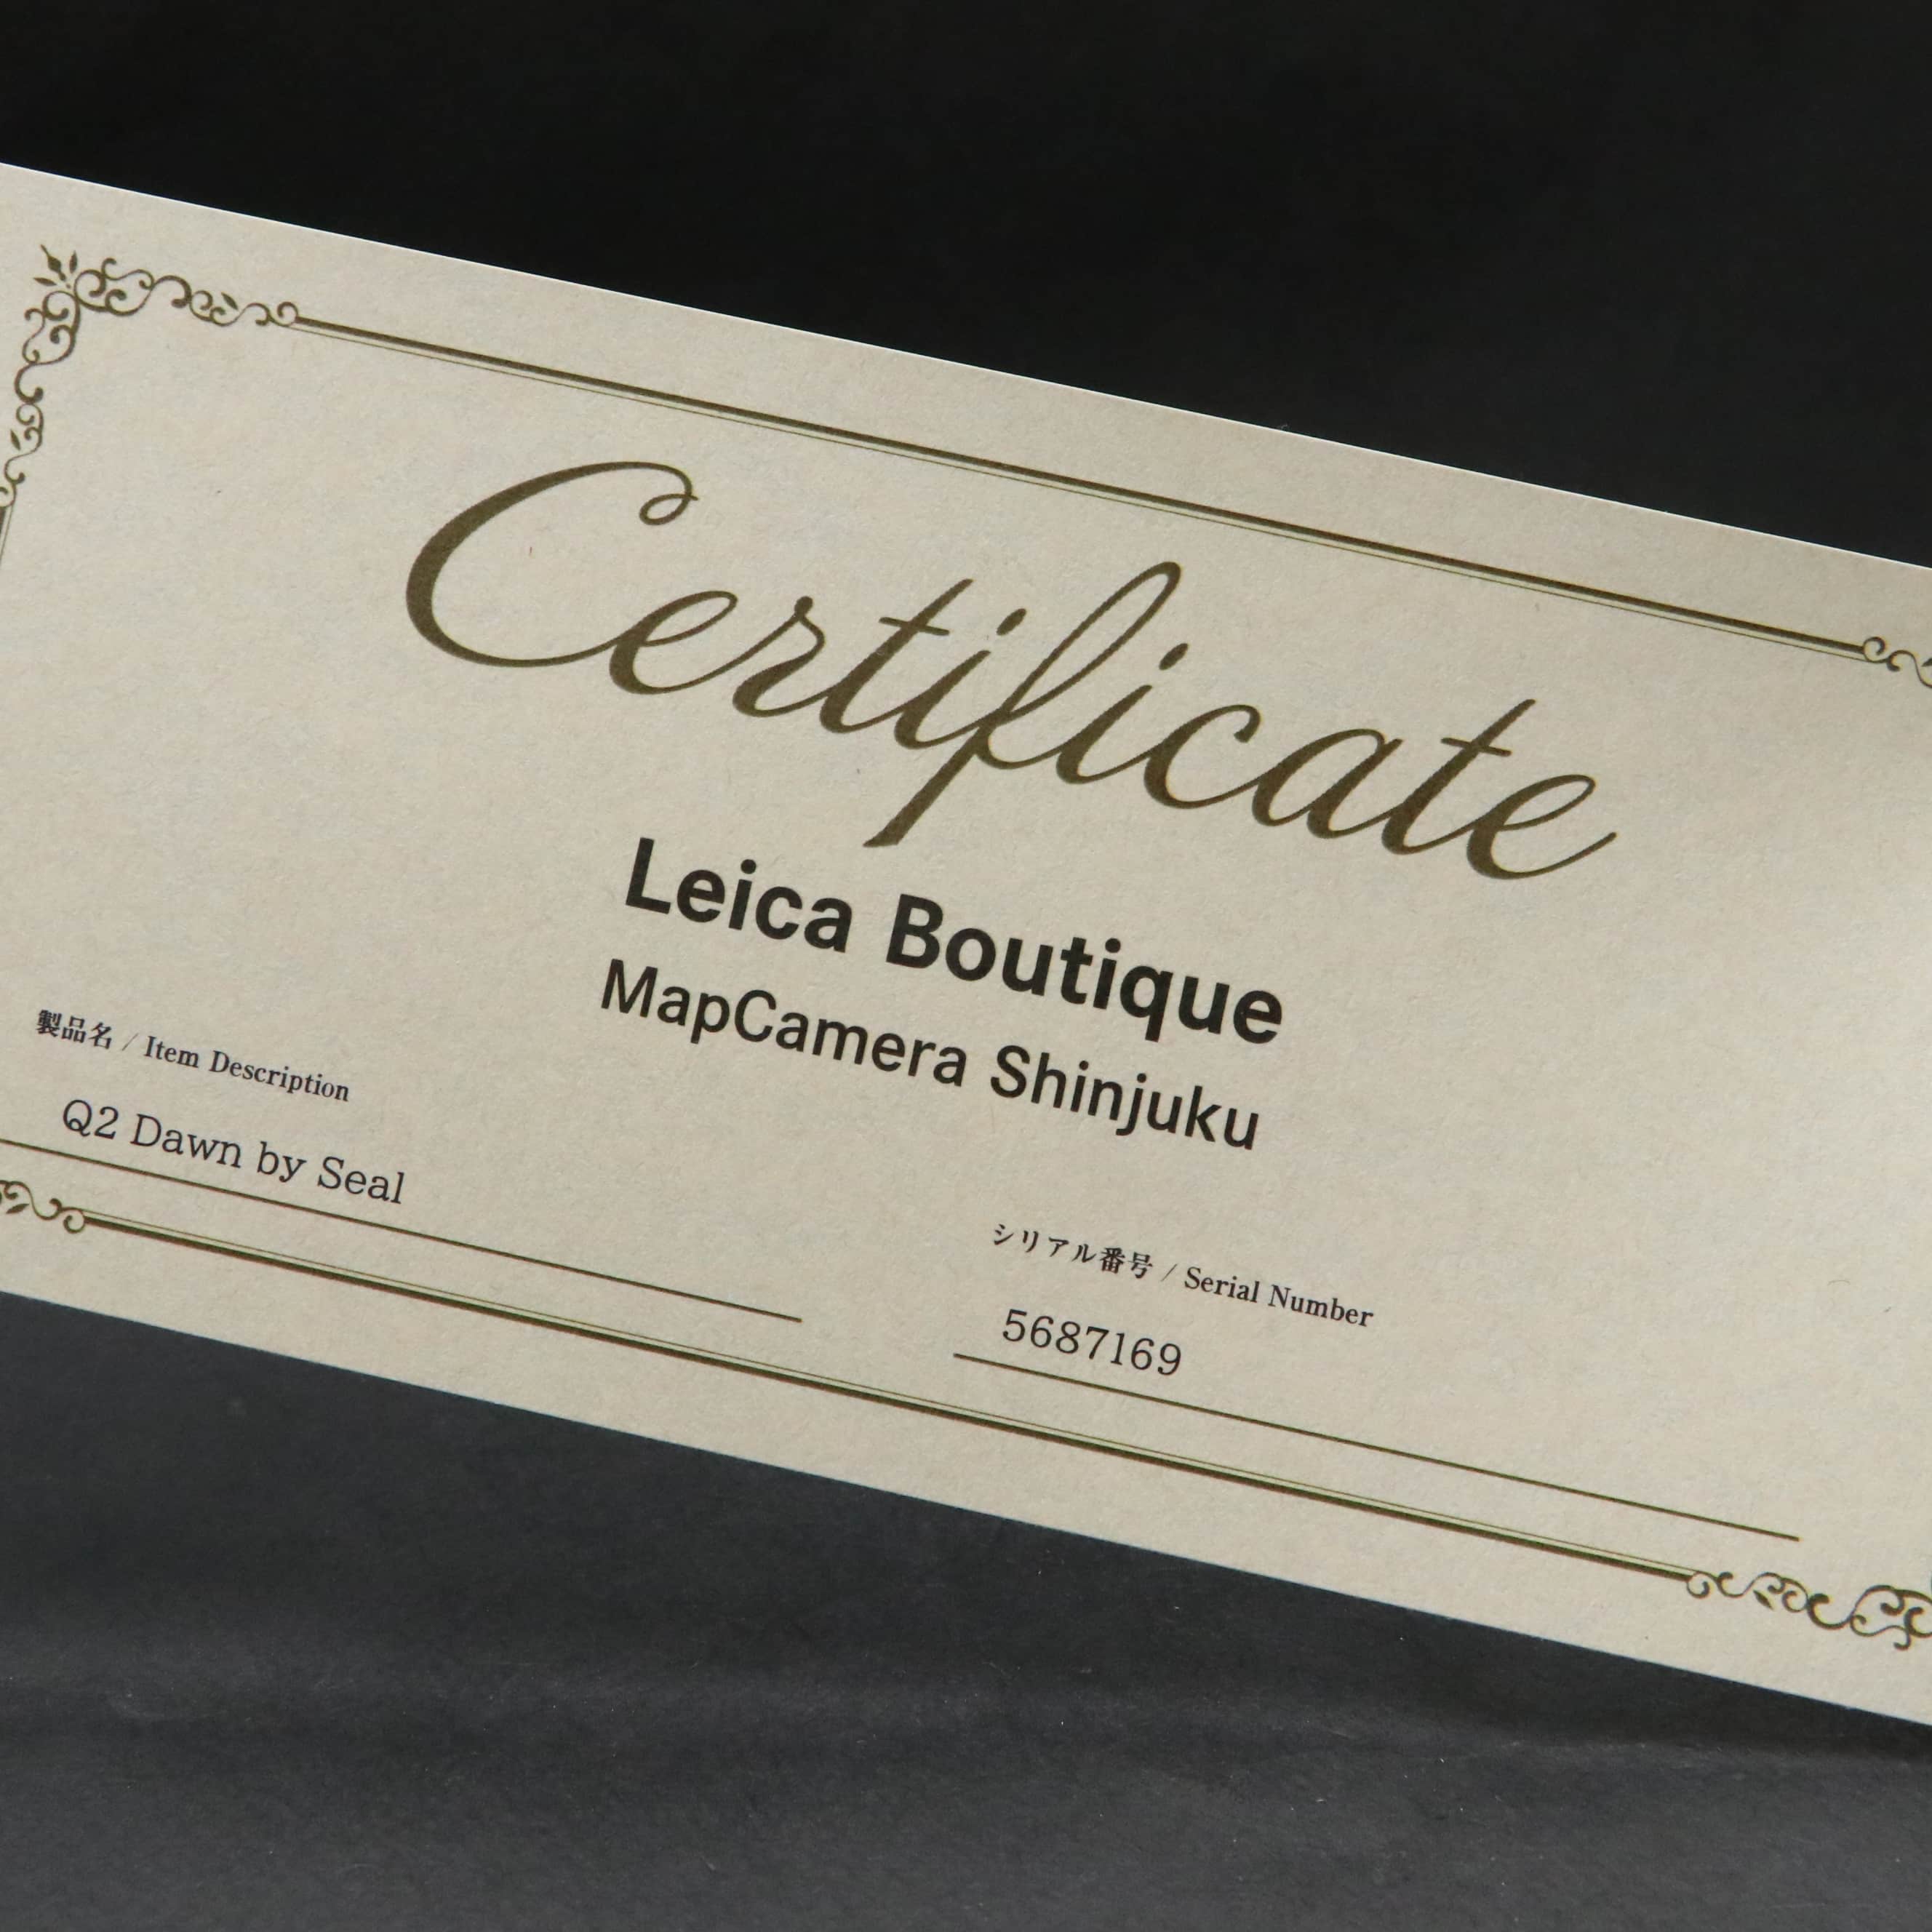 Certificate
Leica Boutique
MapCamera Shinjuku
製品名 / Item Description
Q2 Dawn by Seal
シリアル番号 / Serial Number
5687169